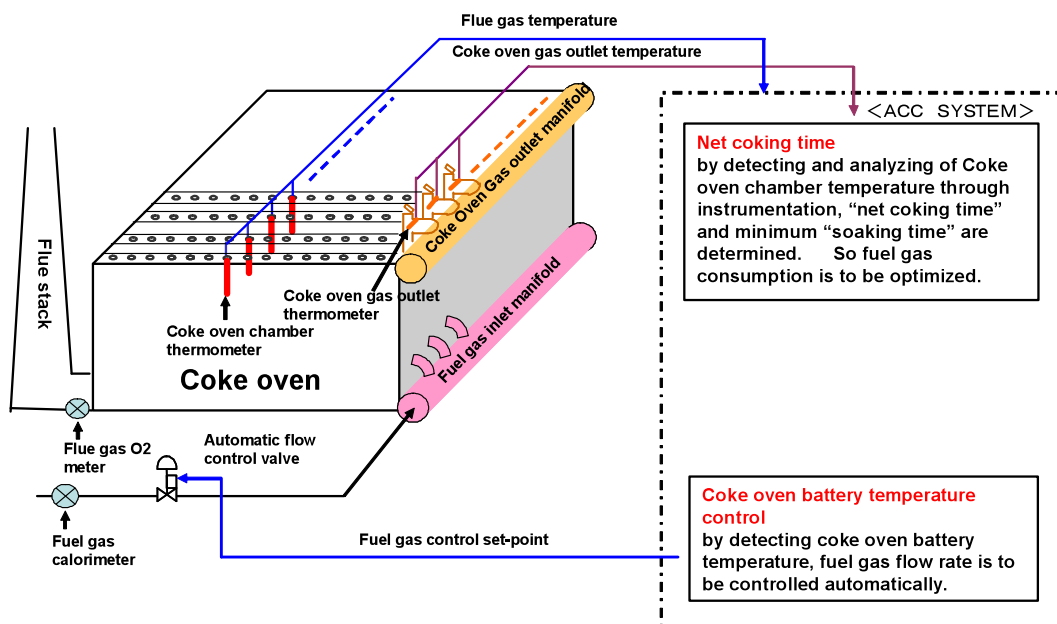 Flue gas temperature
Coke oven gas outlet temperature
<ACC SYSTEM>
Net coking time
by detecting and analyzing of Coke
oven chamber temperature through
instrumentation, “net coking time”
and minimum “soaking time” are
determined. So fuel gas
consumption is to be optimized.
Coke Oven Gas outlet manifold
Flue stack
Coke oven gas outlet
thermometer
Fuel gas inlet manifold
Coke oven chamber
thermometer
Coke oven
Flue gas O2
meter
Automatic flow
control valve
Fuel gas
calorimeter
Fuel gas control set-point
Coke oven battery temperature
control
by detecting coke oven battery
temperature, fuel gas flow rate is to
be controlled automatically.